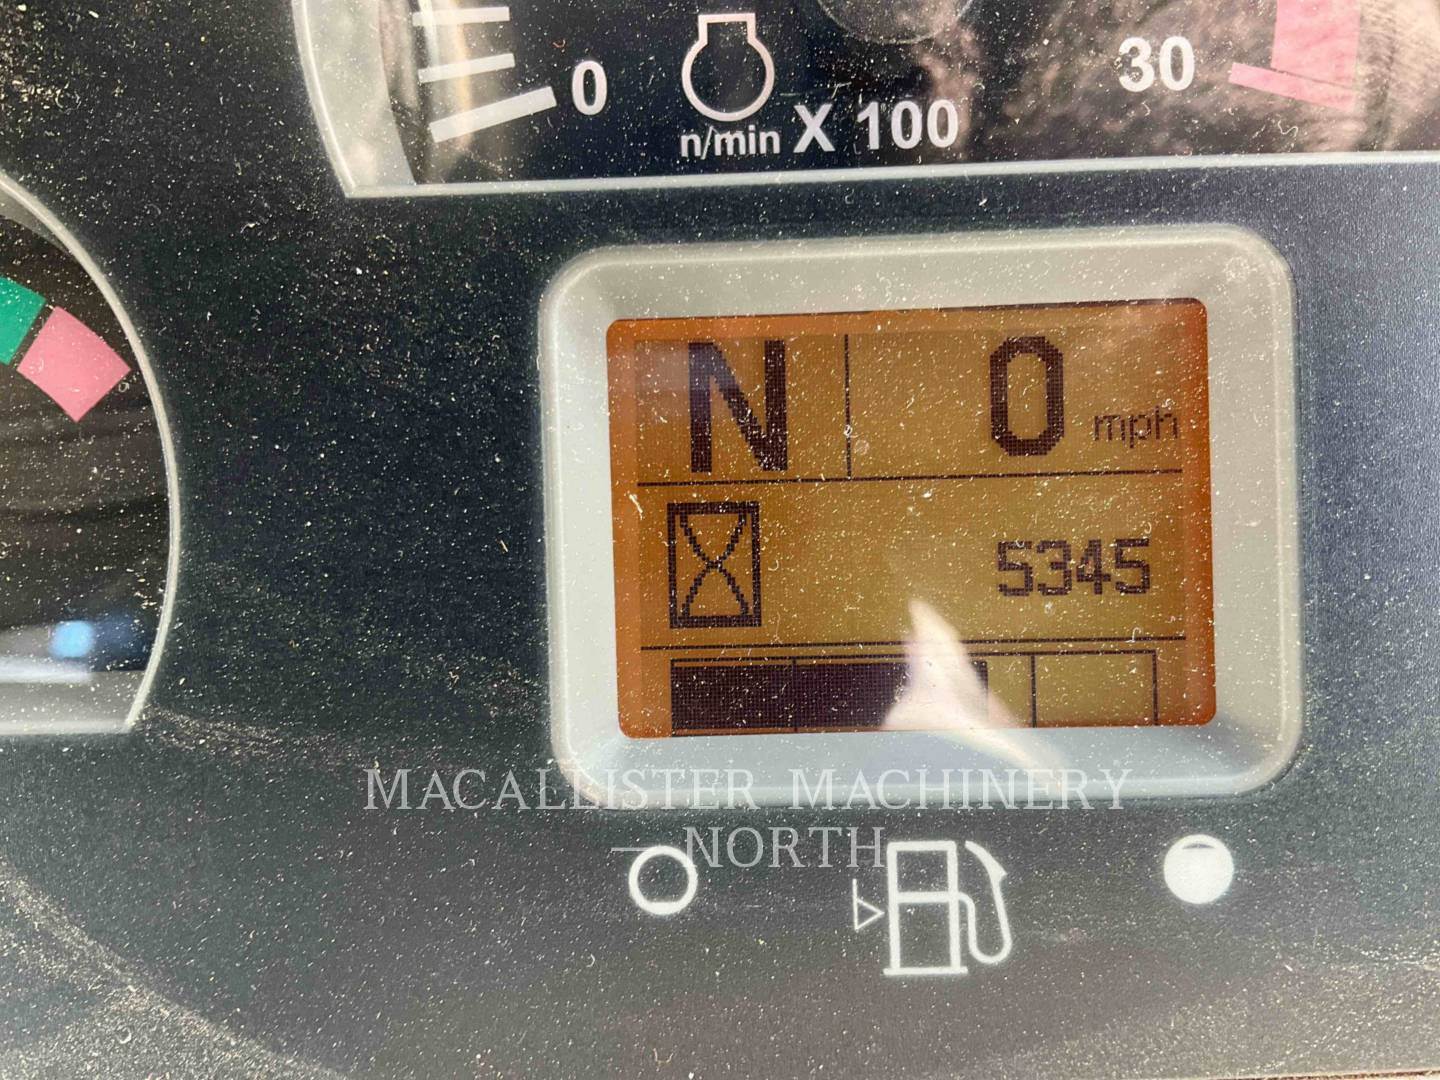 0
n/min X 100
30
N
0 mph
5345
MACALLISTER MACHINERY
— NORTH